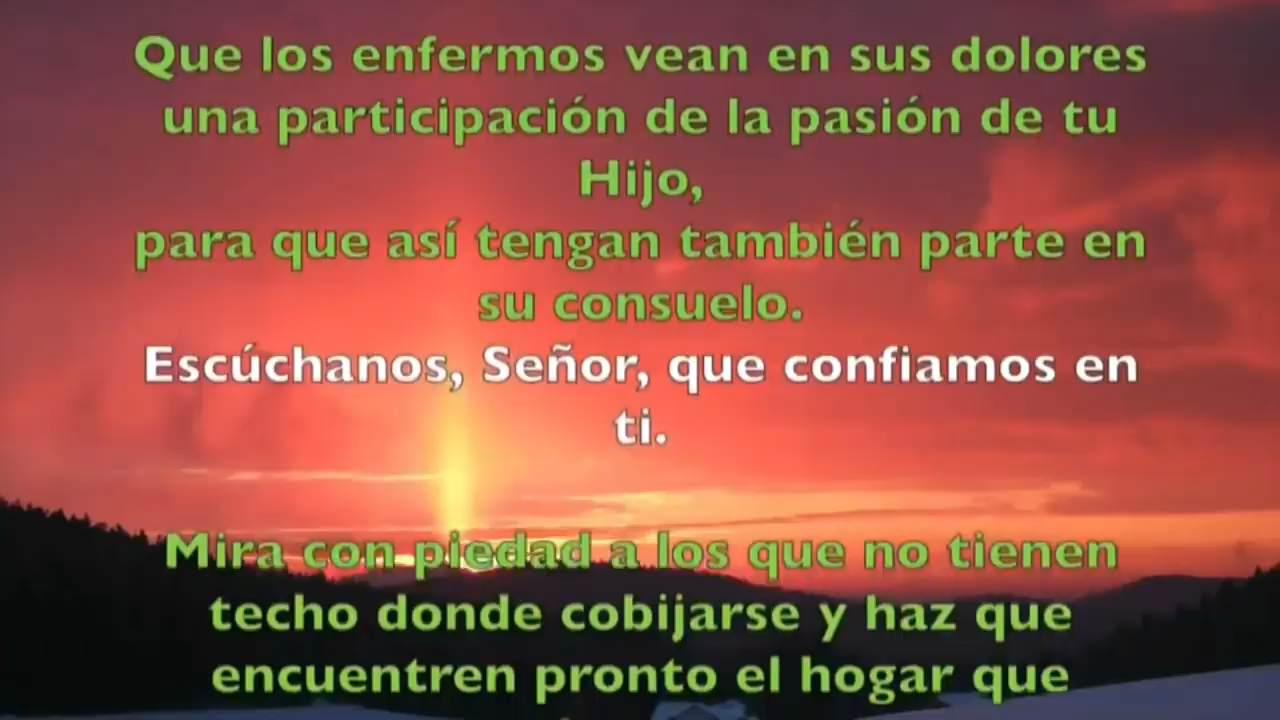 Que los enfermos vean en sus dolores
una participación de la pasión de tu
Hijo,
para que así tengan también parte en
su consuelo.
Escúchanos, Señor, que confiamos en
ti.
Mira con piedad a los que no tienen
techo donde cobijarse y haz que
encuentren pronto el hogar que